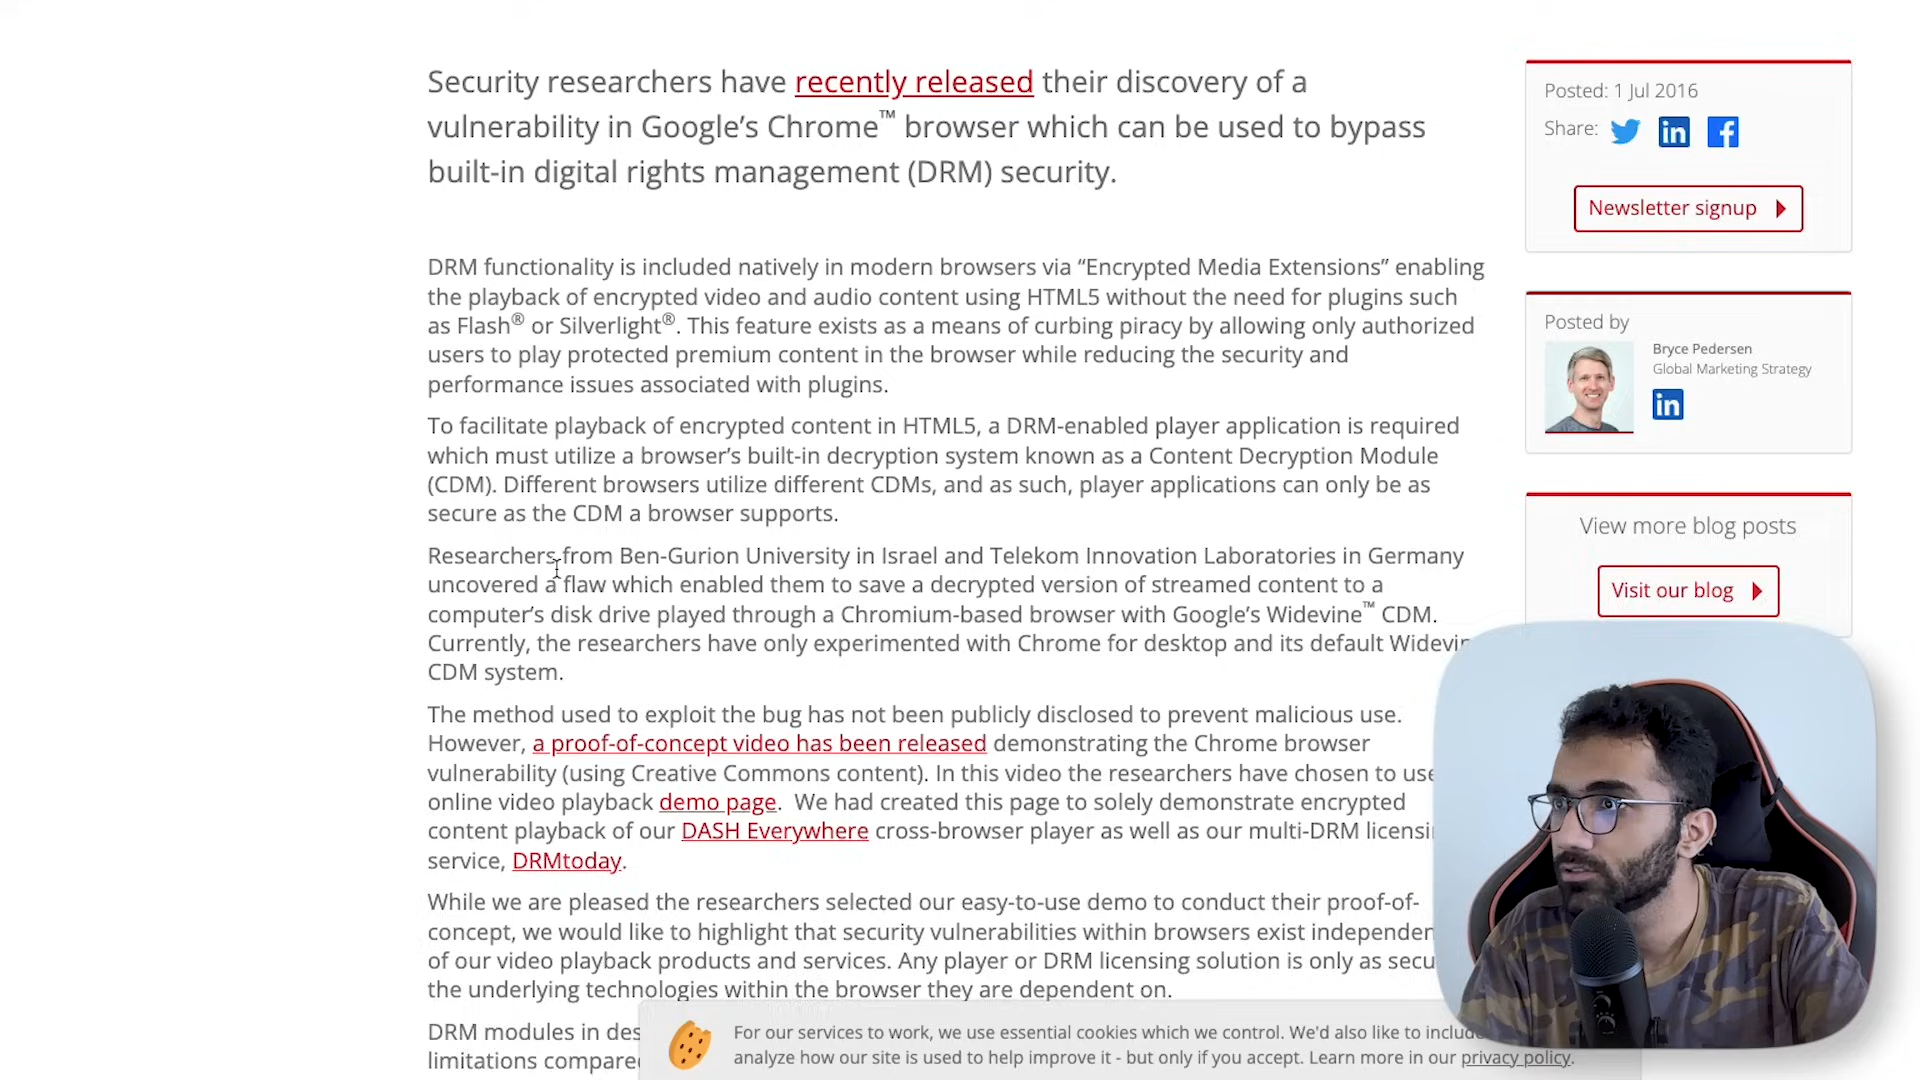 Security researchers have recently released their discovery of a
vulnerability in Google’s Chrome™ browser which can be used to bypass
built-in digital rights management (DRM) security.
DRM functionality is included natively in modern browsers via “Encrypted Media Extensions” enabling
the playback of encrypted video and audio content using HTML5 without the need for plugins such
as Flash® or Silverlight®. This feature exists as a means of curbing piracy by allowing only authorized
users to play protected premium content in the browser while reducing the security and
performance issues associated with plugins.
To facilitate playback of encrypted content in HTML5, a DRM-enabled player application is required
which must utilize a browser’s built-in decryption system known as a Content Decryption Module
(CDM). Different browsers utilize different CDMs, and as such, player applications can only be as
secure as the CDM a browser supports.
Researchers from Ben-Gurion University in Israel and Telekom Innovation Laboratories in Germany
uncovered a flaw which enabled them to save a decrypted version of streamed content to a
computer’s disk drive played through a Chromium-based browser with Google’s Widevine™ CDM.
Currently, the researchers have only experimented with Chrome for desktop and its default Widevin
CDM system.
The method used to exploit the bug has not been publicly disclosed to prevent malicious use.
However, a proof-of-concept video has been released demonstrating the Chrome browser
vulnerability (using Creative Commons content). In this video the researchers have chosen to use
online video playback demo page. We had created this page to solely demonstrate encrypted
content playback of our DASH Everywhere cross-browser player as well as our multi-DRM licensi
service, DRMtoday.
While we are pleased the researchers selected our easy-to-use demo to conduct their proof-of-
concept, we would like to highlight that security vulnerabilities within browsers exist independen
of our video playback products and services. Any player or DRM licensing solution is only as secu
the underlying technologies within the browser they are dependent on.
DRM modules in des
limitations compare
Posted: 1 Jul 2016
Share:
Newsletter signup
Posted by
Bryce Pedersen
Global Marketing Strategy
View more blog posts
Visit our blog
For our services to work, we use essential cookies which we control. We'd also like to includ
analyze how our site is used to help improve it - but only if you accept. Learn more in our privacy policy.